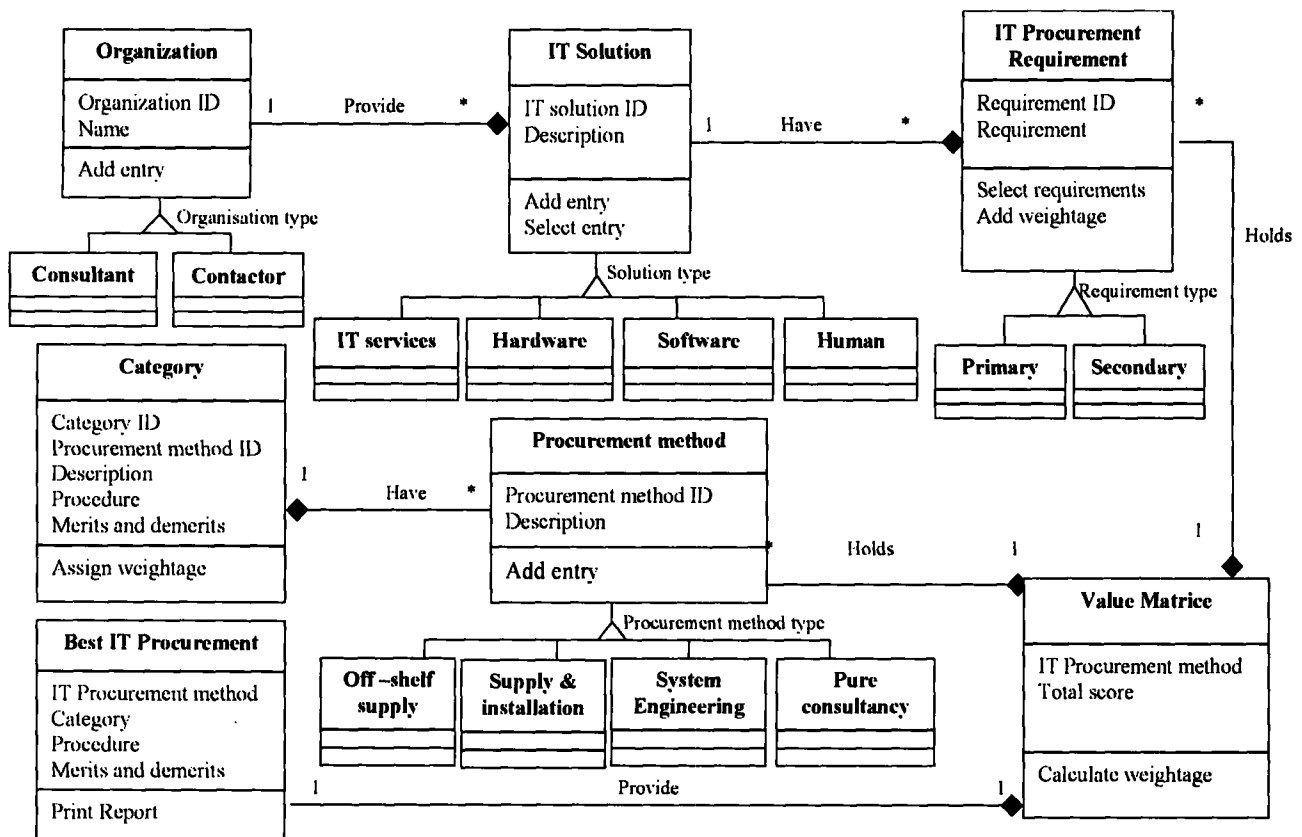 Organization
Organization ID
Name
Add entry
1 Provide *
IT Solution
IT solution ID
Description
Add entry
Select entry
1 Have *
IT Procurement
Requirement
Requirement ID
Requirement
Select requirements
Add weightage
*
Holds
1
Organisation type
Consultant
Contactor
Solution type
IT services
Hardware
Software
Human
Requirement type
Primary
Secondary
Category
Category ID
Procurement method ID
Description
Procedure
Merits and demerits
Assign weightage
1 Have *
Procurement method
Procurement method ID
Description
Add entry
* Holds 1
Procurement method type
Off–shelf
supply
Supply &
installation
System
Engineering
Pure
consultancy
Value Matrice
IT Procurement method
Total score
Calculate weightage
Best IT Procurement
IT Procurement method
Category
Procedure
Merits and demerits
Print Report
1 Provide 1